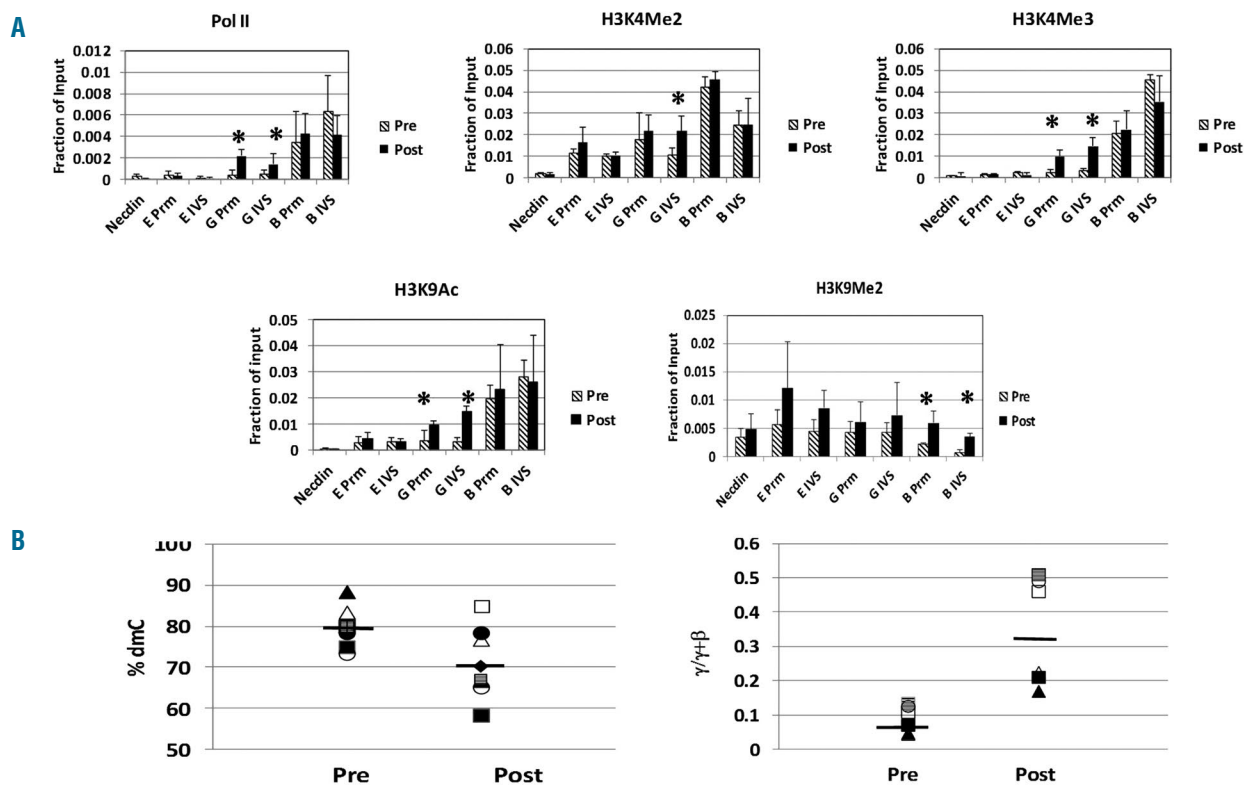 A
Pol II
0.012
0.01
0.008
0.006
0.004
0.002
0
Fraction of Input
Necdin
E Prm
E IVS
G Prm
G IVS
B Prm
B IVS
* *
Pre
Post
H3K4Me2
0.06
0.05
0.04
0.03
0.02
0.01
0
Fraction of Input
Necdin
E Prm
E IVS
G Prm
G IVS
B Prm
B IVS
*
Pre
Post
H3K4Me3
0.06
0.05
0.04
0.03
0.02
0.01
0
Fraction of Input
Necdin
E Prm
E IVS
G Prm
G IVS
B Prm
B IVS
* *
Pre
Post
H3K9Ac
0.05
0.04
0.03
0.02
0.01
0
Fraction of input
Necdin
E Prm
E IVS
G Prm
G IVS
B Prm
B IVS
* *
Pre
Post
H3K9Me2
0.025
0.02
0.015
0.01
0.005
0
Fraction of Input
Necdin
E Prm
E IVS
G Prm
G IVS
B Prm
B IVS
* *
Pre
Post
B
100
90
80
70
60
50
% dmC
Pre
Post
0.6
0.5
0.4
0.3
0.2
0.1
0
γ/γ+β
Pre
Post